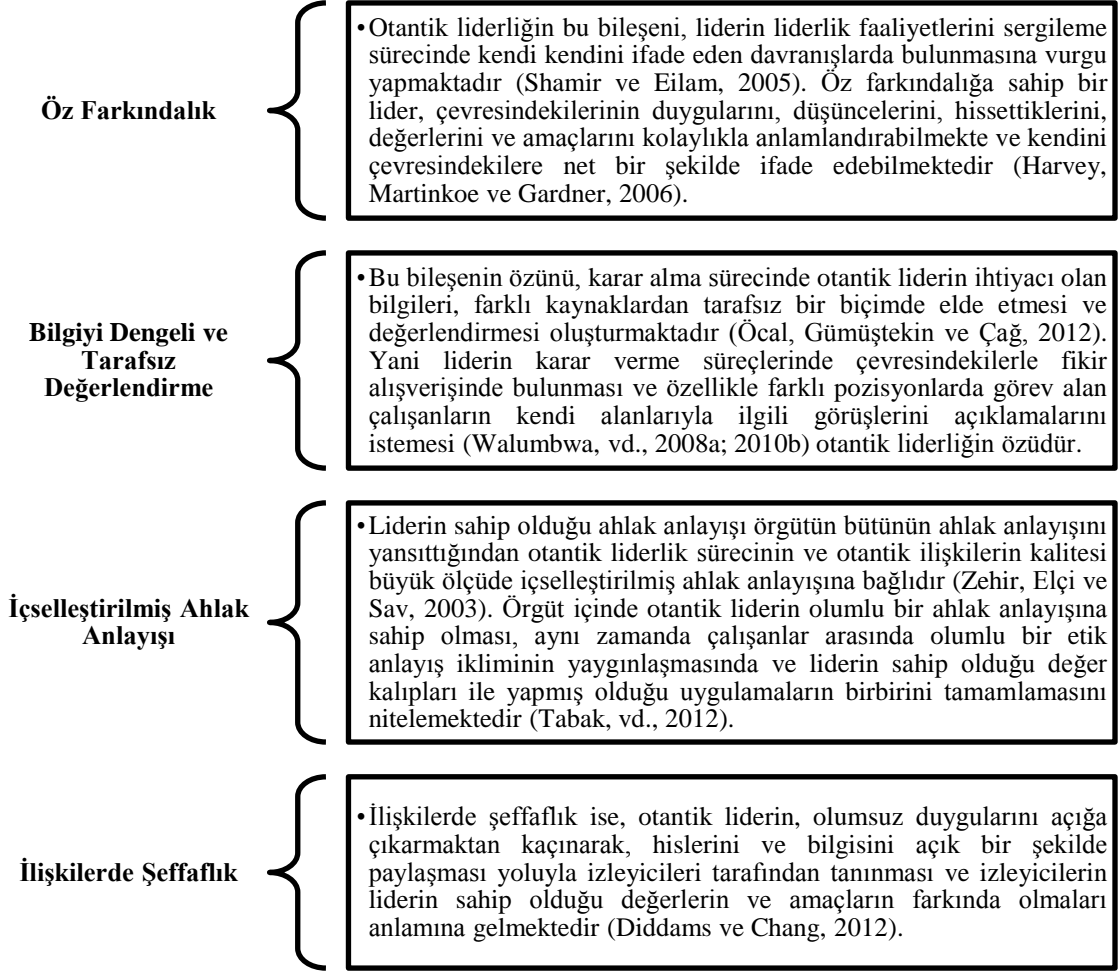 Öz Farkındalık
•Otantik liderliğin bu bileşeni, liderin liderlik faaliyetlerini sergileme
sürecinde kendi kendini ifade eden davranışlarda bulunmasına vurgu
yapmaktadır (Shamir ve Eilam, 2005). Öz farkındalığa sahip bir
lider, çevresindekilerinin duygularını, düşüncelerini, hissettiklerini,
değerlerini ve amaçlarını kolaylıkla anlamlandırabilmekte ve kendini
çevresindekilere net bir şekilde ifade edebilmektedir (Harvey,
Martinkoe ve Gardner, 2006).
Bilgiyi Dengeli ve
Tarafsız
Değerlendirme
•Bu bileşenin özünü, karar alma sürecinde otantik liderin ihtiyacı olan
bilgileri, farklı kaynaklardan tarafsız bir biçimde elde etmesi ve
değerlendirmesi oluşturmaktadır (Öcal, Gümüştekin ve Çağ, 2012).
Yani liderin karar verme süreçlerinde çevresindekilerle fikir
alışverişinde bulunması ve özellikle farklı pozisyonlarda görev alan
çalışanların kendi alanlarıyla ilgili görüşlerini açıklamalarını
istemesi (Walumbwa, vd., 2008a; 2010b) otantik liderliğin özüdür.
İçselleştirilmiş Ahlak
Anlayışı
•Liderin sahip olduğu ahlak anlayışı örgütün bütünün ahlak anlayışını
yansıttığından otantik liderlik sürecinin ve otantik ilişkilerin kalitesi
büyük ölçüde içselleştirilmiş ahlak anlayışına bağlıdır (Zehir, Elçi ve
Sav, 2003). Örgüt içinde otantik liderin olumlu bir ahlak anlayışına
sahip olması, aynı zamanda çalışanlar arasında olumlu bir etik
anlayış ikliminin yaygınlaşmasında ve liderin sahip olduğu değer
kalıpları ile yapmış olduğu uygulamaların birbirini tamamlamasını
nitelemektedir (Tabak, vd., 2012).
İlişkilerde Şeffaflık
•İlişkilerde şeffaflık ise, otantik liderin, olumsuz duygularını açığa
çıkarmaktan kaçınarak, hislerini ve bilgisini açık bir şekilde
paylaşması yoluyla izleyicileri tarafından tanınması ve izleyicilerin
liderin sahip olduğu değerlerin ve amaçların farkında olmaları
anlamına gelmektedir (Diddams ve Chang, 2012).